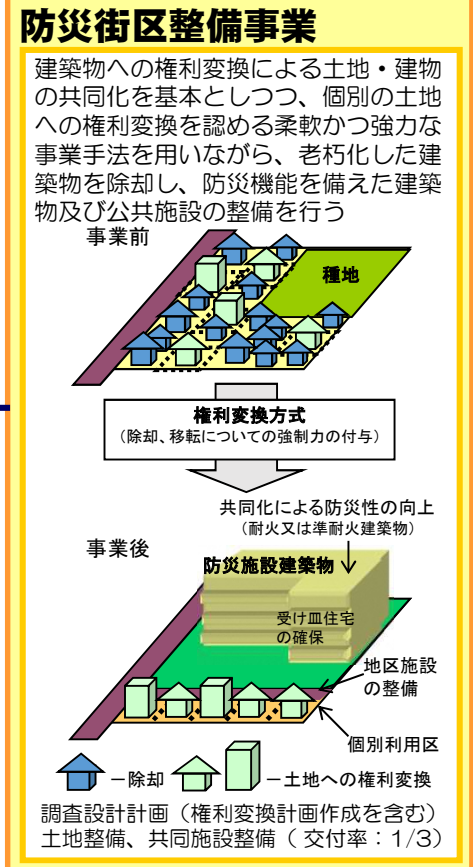 防災街区整備事業
建築物への権利変換による土地・建物
の共同化を基本としつつ、個別の土地
への権利変換を認める柔軟かつ強力な
事業手法を用いながら、老朽化した建
築物を除却し、防災機能を備えた建築
物及び公共施設の整備を行う
事業前
種地
権利変換方式
（除却、移転についての強制力の付与）
共同化による防災性の向上
（耐火又は準耐火建築物）
事業後
防災施設建築物
受け皿住宅
の確保
地区施設
の整備
個別利用区
－除却
－土地への権利変換
調査設計計画（権利変換計画作成を含む）
土地整備、共同施設整備（ 交付率：1/3）